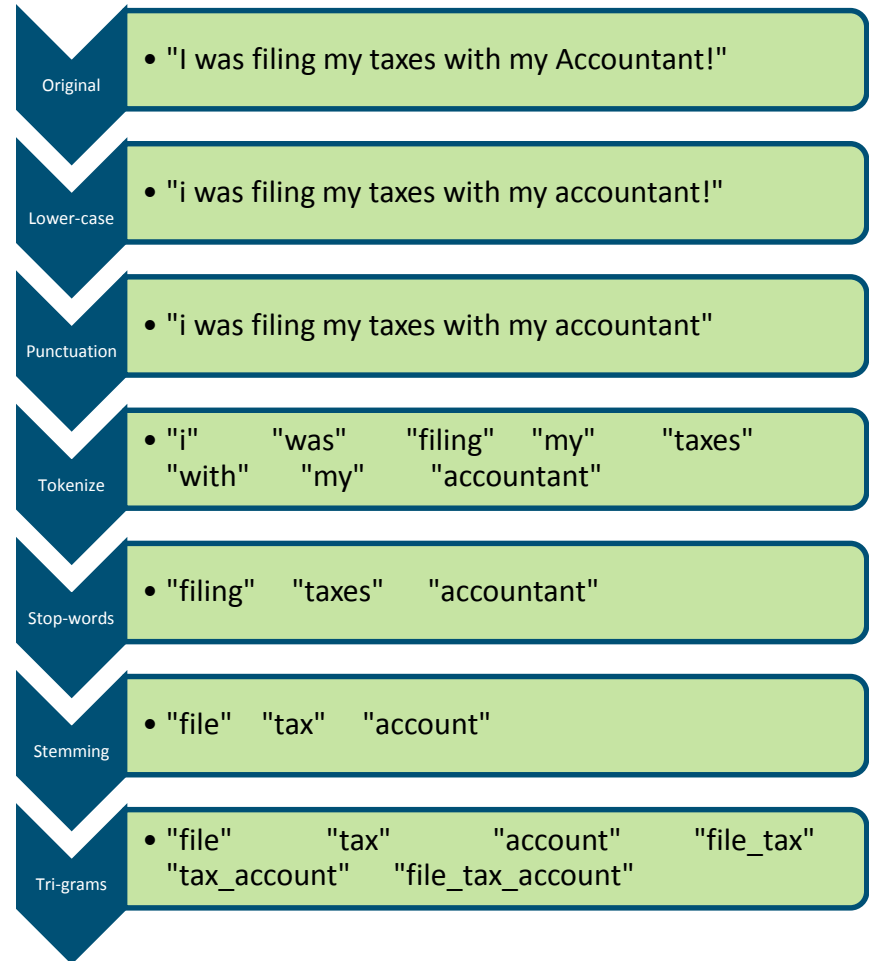 Original
• "I was filing my taxes with my Accountant!"
Lower-case
• "i was filing my taxes with my accountant!"
Punctuation
• "i was filing my taxes with my accountant"
Tokenize
• "i" "was" "filing" "my" "taxes"
"with" "my" "accountant"
Stop-words
• "filing" "taxes" "accountant"
Stemming
• "file" "tax" "account"
Tri-grams
• "file" "tax" "account" "file_tax"
"tax_account" "file_tax_account"